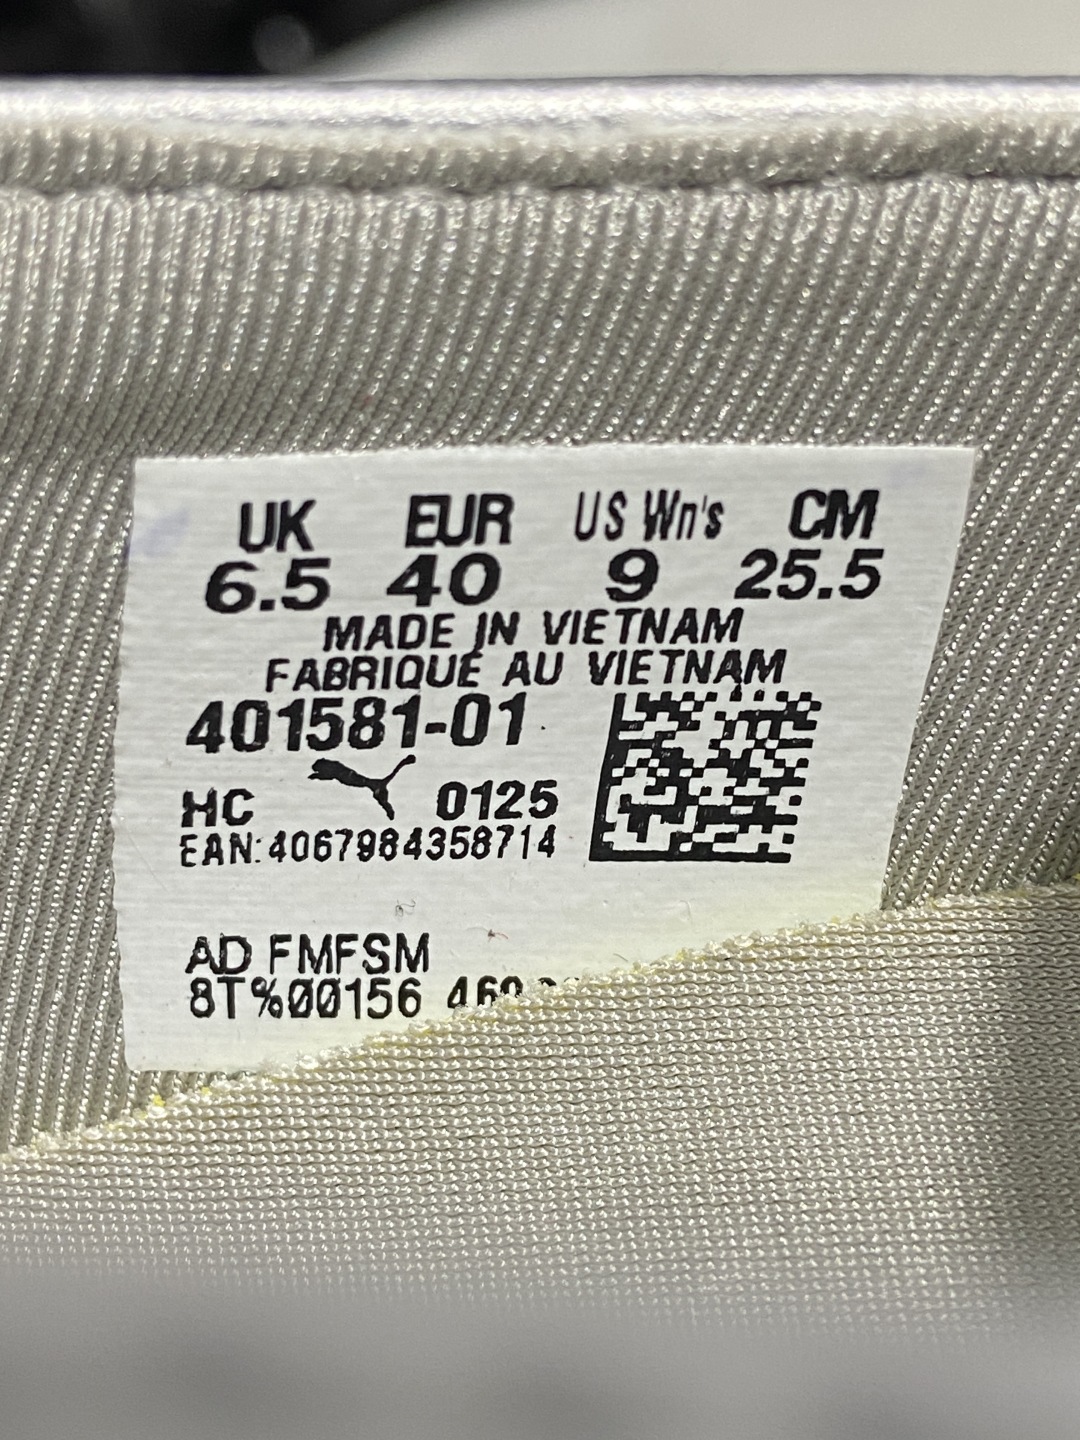 UK EUR US Wn's CM
6.5 40 9 25.5
MADE IN VIETNAM
FABRIQUÉ AU VIETNAM
401581-01
HC 0125
EAN:4067984358714
AD FMFSM
8T%00156